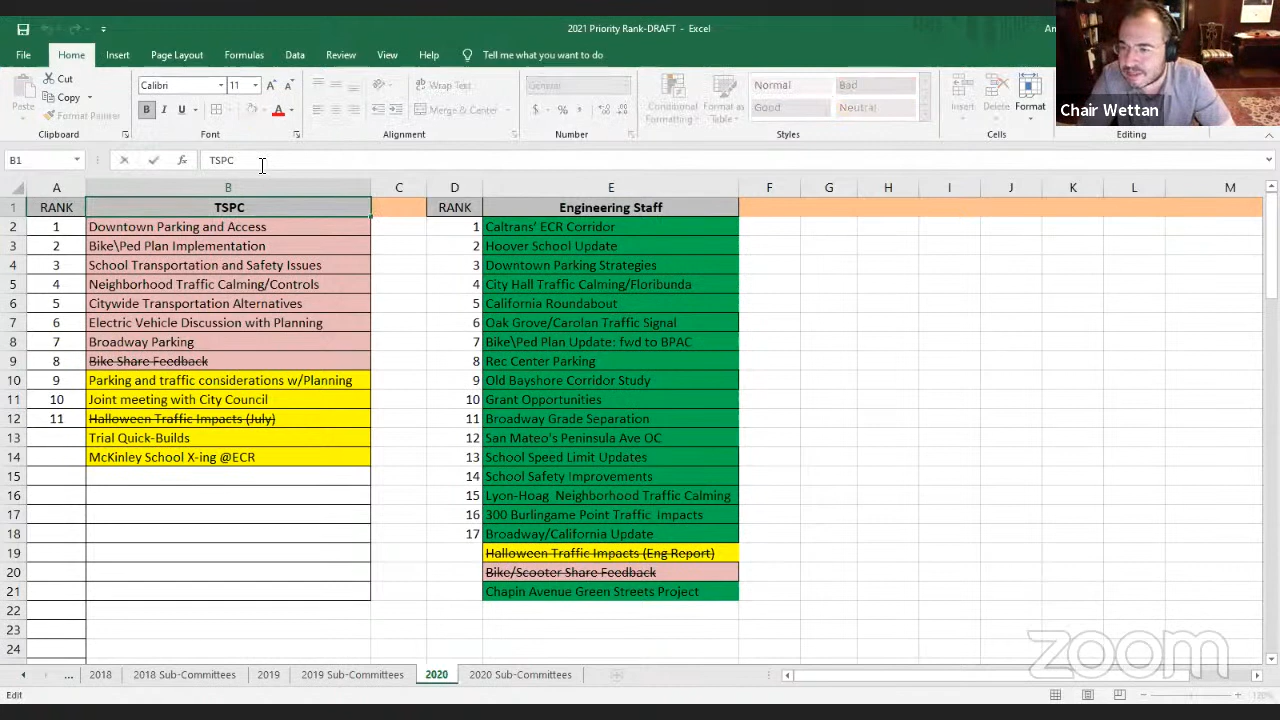 2021 Priority Rank-DRAFT - Excel
An
File Home Insert Page Layout Formulas Data Review View Help Tell me what you want to do
Cut
Copy
Format Painter
Paste
Clipboard
Calibri 11
B I U
Font
Wrap Text
Merge & Center
Alignment
General
$ % ,
Number
Conditional Formatting
Format as Table
Normal Bad
Good Neutral
Styles
Insert Delete Format
Cells
Editing
Chair Wettan
B1 fx TSPC
A B C D E F G H I J K L M
1 RANK TSPC RANK Engineering Staff
2 1 Downtown Parking and Access 1 Caltrans' ECR Corridor
3 2 Bike\Ped Plan Implementation 2 Hoover School Update
4 3 School Transportation and Safety Issues 3 Downtown Parking Strategies
5 4 Neighborhood Traffic Calming/Controls 4 City Hall Traffic Calming/Floribunda
6 5 Citywide Transportation Alternatives 5 California Roundabout
7 6 Electric Vehicle Discussion with Planning 6 Oak Grove/Carolan Traffic Signal
8 7 Broadway Parking 7 Bike\Ped Plan Update: fwd to BPAC
9 8 Bike Share Feedback 8 Rec Center Parking
10 9 Parking and traffic considerations w/Planning 9 Old Bayshore Corridor Study
11 10 Joint meeting with City Council 10 Grant Opportunities
12 11 Halloween Traffic Impacts (July) 11 Broadway Grade Separation
13 Trial Quick-Builds 12 San Mateo's Peninsula Ave OC
14 McKinley School X-ing @ECR 13 School Speed Limit Updates
15 14 School Safety Improvements
16 15 Lyon-Hoag Neighborhood Traffic Calming
17 16 300 Burlingame Point Traffic Impacts
18 17 Broadway/California Update
19 Halloween Traffic Impacts (Eng Report)
20 Bike/Scooter Share Feedback
21 Chapin Avenue Green Streets Project
22
23
24
... 2018 2018 Sub-Committees 2019 2019 Sub-Committees 2020 2020 Sub-Committees
Edit
zoom